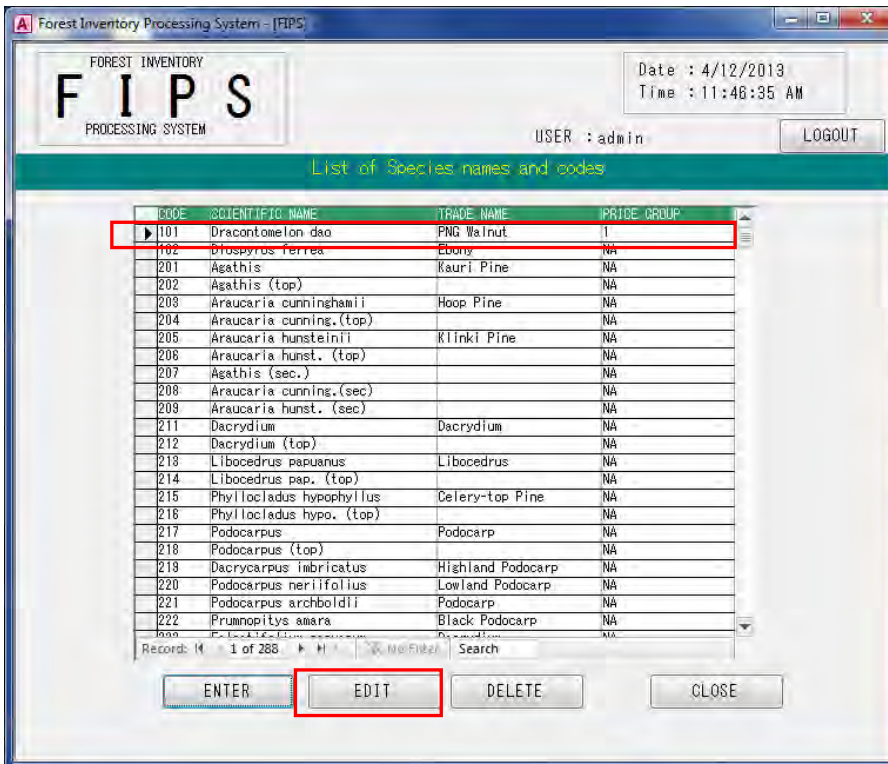 Forest Inventory Processing System - [FIPS]
FOREST INVENTORY
F I P S
PROCESSING SYSTEM
Date : 4/12/2013
Time : 11:46:35 AM
USER : admin
LOGOUT
List of Species names and codes
CODE SCIENTIFIC NAME TRADE NAME PRICE GROUP
101 Dracontomelon dao PNG Walnut 1
102 Diospyros ferrea Ebony NA
201 Agathis Kauri Pine NA
202 Agathis (top) NA
203 Araucaria cunninghamii Hoop Pine NA
204 Araucaria cunning.(top) NA
205 Araucaria hunsteinii Klinki Pine NA
206 Araucaria hunst. (top) NA
207 Agathis (sec.) NA
208 Araucaria cunning.(sec) NA
209 Araucaria hunst. (sec) NA
211 Dacrydium Dacrydium NA
212 Dacrydium (top) NA
213 Libocedrus papuanus Libocedrus NA
214 Libocedrus pap. (top) NA
215 Phyllocladus hypophyllus Celery-top Pine NA
216 Phyllocladus hypo. (top) NA
217 Podocarpus Podocarp NA
218 Podocarpus (top) NA
219 Dacrycarpus imbricatus Highland Podocarp NA
220 Podocarpus neriifolius Lowland Podocarp NA
221 Podocarpus archboldii Podocarp NA
222 Prumnopitys amara Black Podocarp NA
Record: 1 of 288 No Filter Search
ENTER EDIT DELETE CLOSE